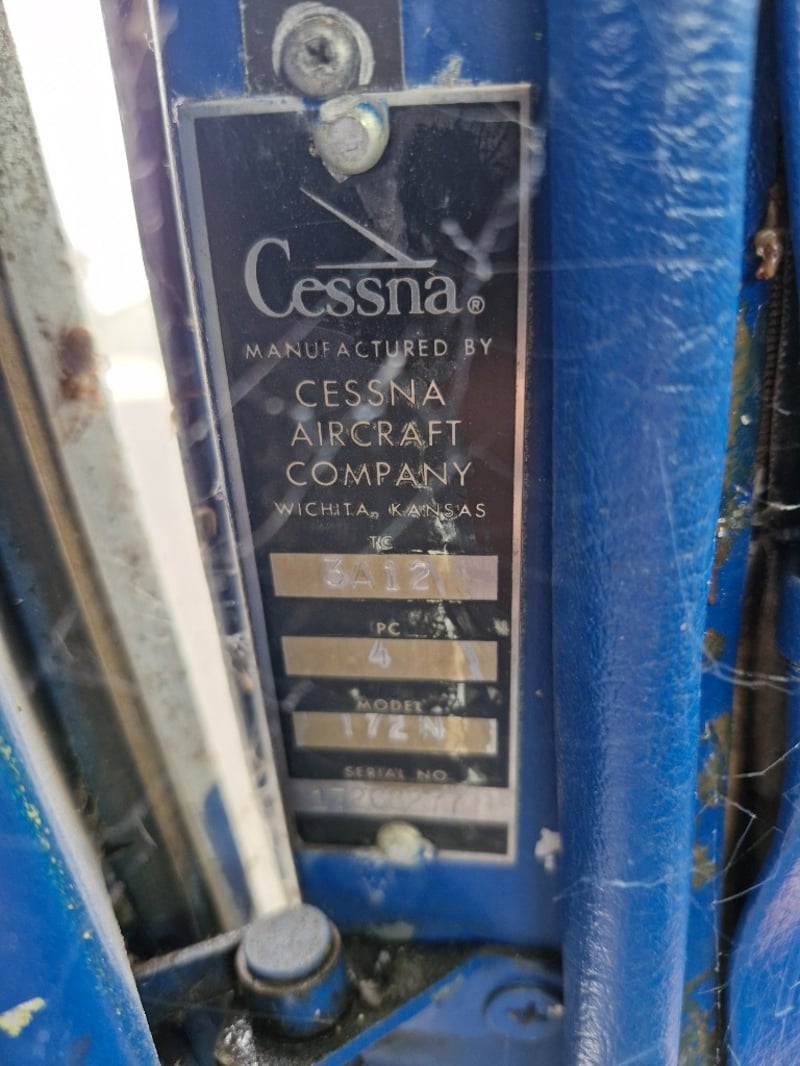 Cessna®
MANUFACTURED BY
CESSNA
AIRCRAFT
COMPANY
WICHITA, KANSAS
TC
3A12
PC
4
MODEL
172N
SERIAL NO